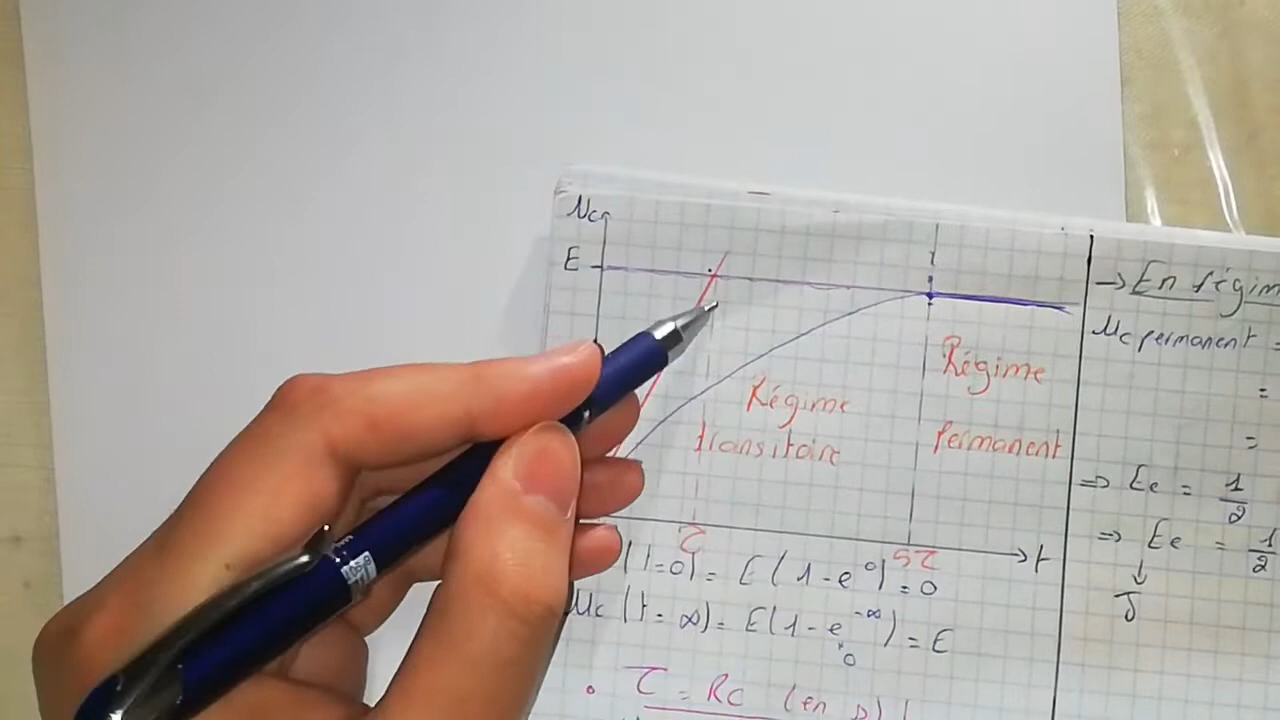 Uc
E
Régime
transitoire
Régime
Permanent
τ
5τ
t
(t=0) = E(1-e⁰) = 0
Uc (t=∞) = E(1-e^-∞) = E
0
• τ = RC (en s)
→ En régim
Uc permanent =
=
=
⇒ Ee = 1/2
⇒ Ee = 1/2
↓
J